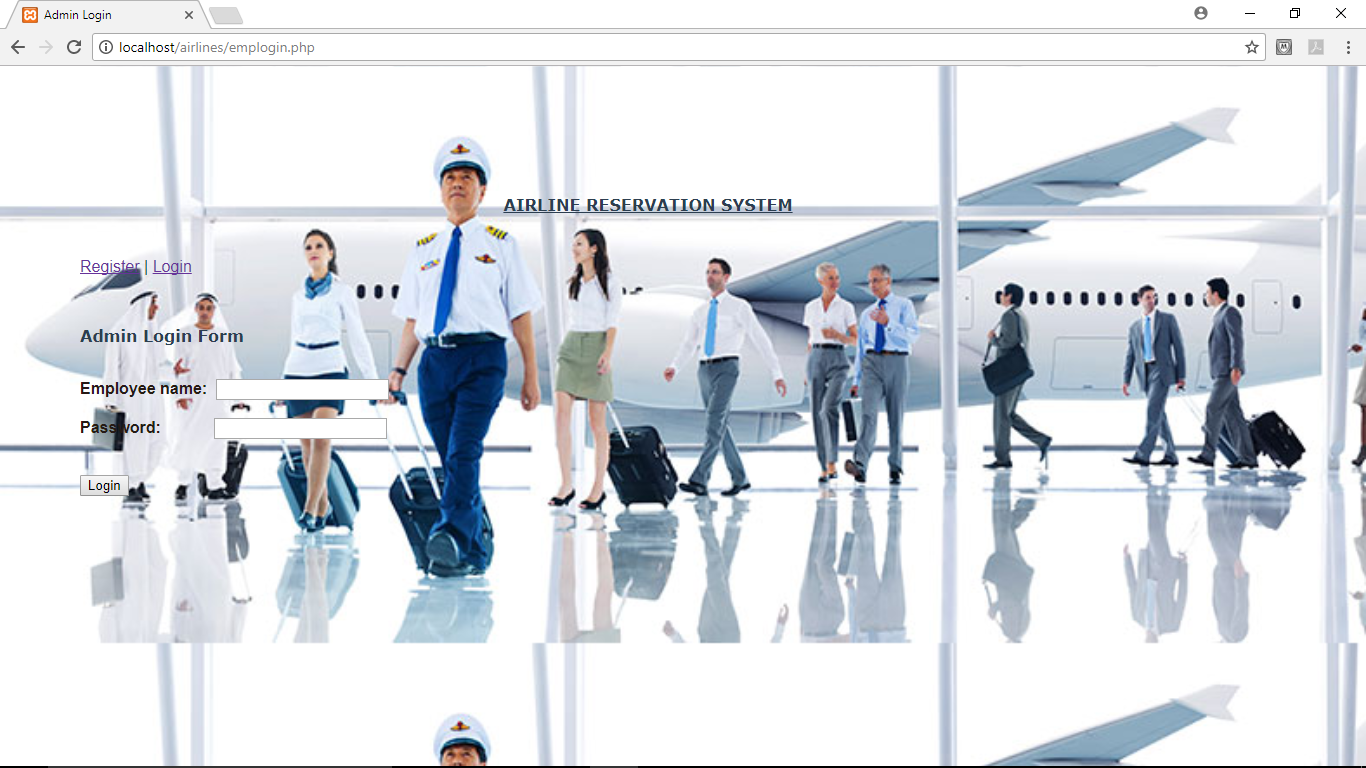 Admin Login
localhost/airlines/emplogin.php
AIRLINE RESERVATION SYSTEM
Register | Login
Admin Login Form
Employee name:
Password:
Login